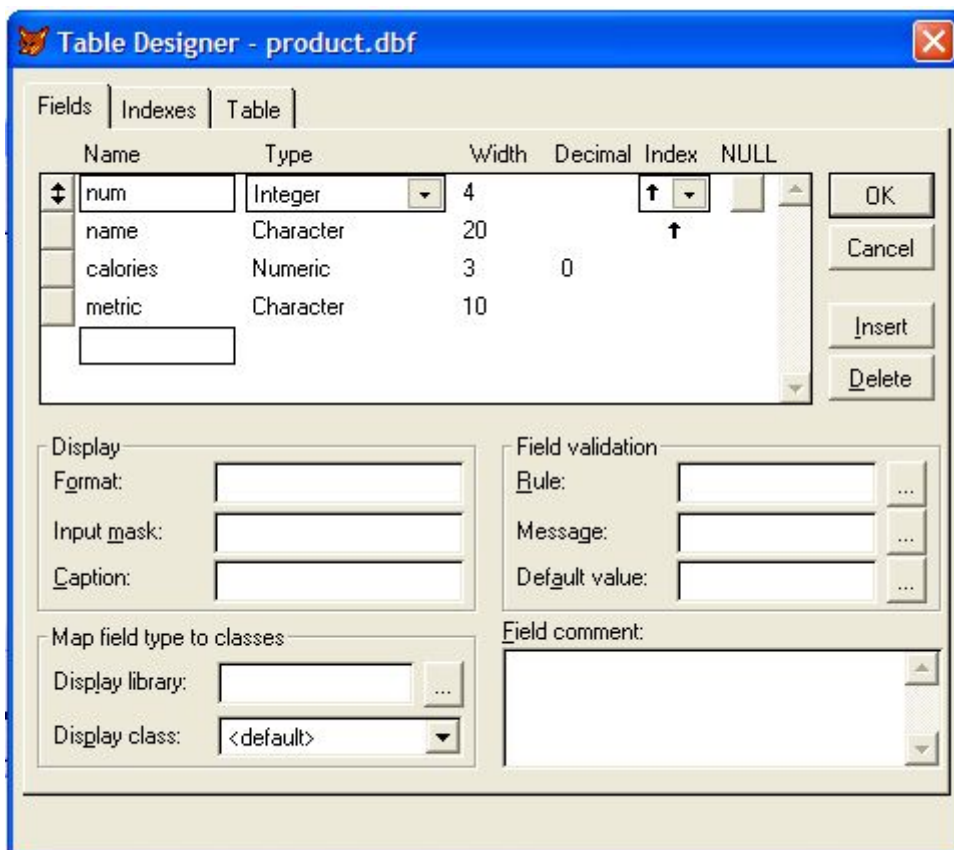 Table Designer - product.dbf
Fields Indexes Table
Name Type Width Decimal Index NULL
num Integer 4
name Character 20
calories Numeric 3 0
metric Character 10
OK
Cancel
Insert
Delete
Display
Format:
Input mask:
Caption:
Field validation
Rule: ...
Message: ...
Default value: ...
Map field type to classes
Display library: ...
Display class: <default>
Field comment: